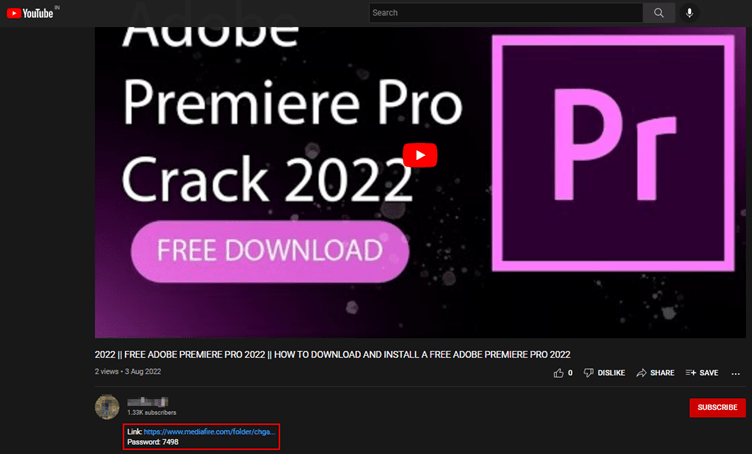 YouTube IN
Search
Adobe
Premiere Pro
Crack 2022
FREE DOWNLOAD
Pr
2022 || FREE ADOBE PREMIERE PRO 2022 || HOW TO DOWNLOAD AND INSTALL A FREE ADOBE PREMIERE PRO 2022
2 views • 3 Aug 2022
0 DISLIKE SHARE SAVE ...
1.33K subscribers
SUBSCRIBE
Link: https://www.mediafire.com/folder/chga...
Password: 7498